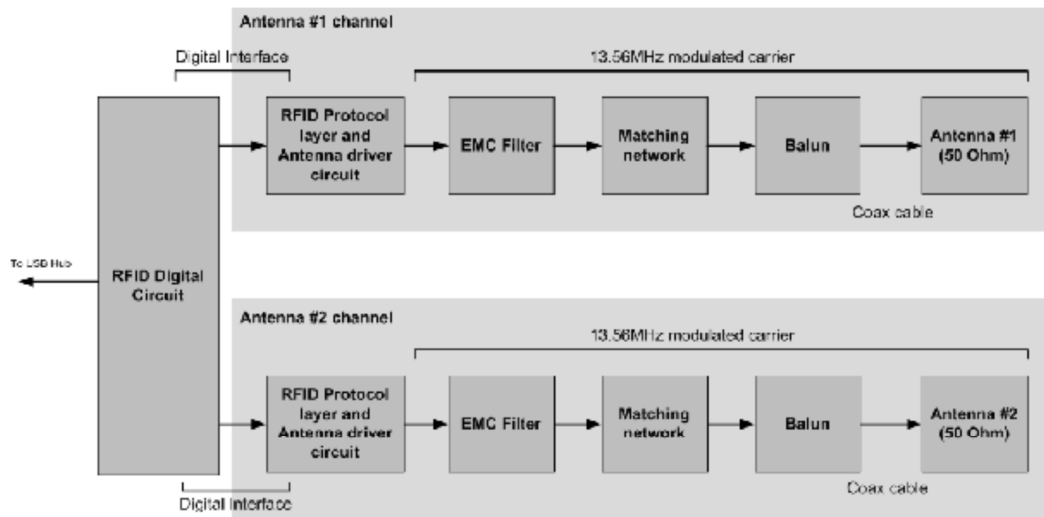 Antenna #1 channel
Digital Interface
13.56MHz modulated carrier
RFID Protocol
layer and
Antenna driver
circuit
EMC Filter
Matching
network
Balun
Antenna #1
(50 Ohm)
Coax cable
To USB Hub
RFID Digital
Circuit
Antenna #2 channel
13.56MHz modulated carrier
RFID Protocol
layer and
Antenna driver
circuit
EMC Filter
Matching
network
Balun
Antenna #2
(50 Ohm)
Coax cable
Digital Interface